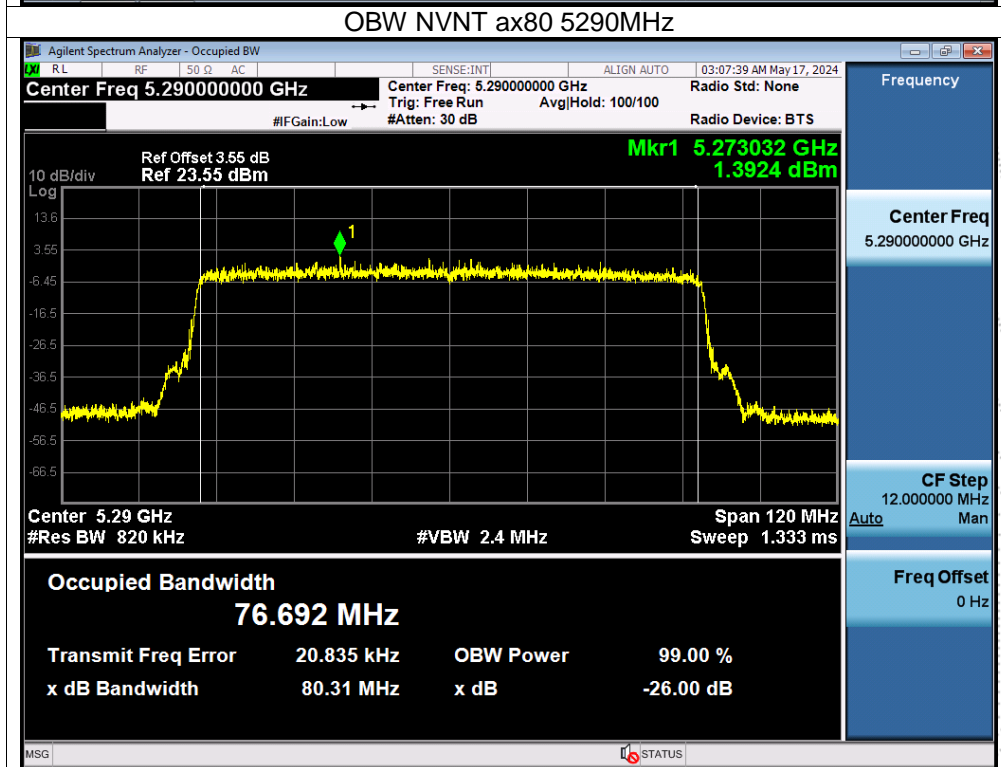 OBW NVNT ax80 5290MHz
Agilent Spectrum Analyzer - Occupied BW
LXI RL RF 50 Ω AC SENSE:INT ALIGN AUTO 03:07:39 AM May 17, 2024
Center Freq 5.290000000 GHz
Center Freq: 5.290000000 GHz
Radio Std: None
Trig: Free Run Avg|Hold: 100/100
#IFGain:Low
#Atten: 30 dB
Radio Device: BTS
Frequency
Mkr1 5.273032 GHz
1.3924 dBm
Ref Offset 3.55 dB
10 dB/div Ref 23.55 dBm
Log
13.6
3.55
-6.45
-16.5
-26.5
-36.5
-46.5
-56.5
-66.5
1
Center 5.29 GHz
Span 120 MHz
#Res BW 820 kHz
#VBW 2.4 MHz
Sweep 1.333 ms
Occupied Bandwidth
76.692 MHz
Transmit Freq Error 20.835 kHz OBW Power 99.00 %
x dB Bandwidth 80.31 MHz x dB -26.00 dB
Center Freq
5.290000000 GHz
CF Step
12.000000 MHz
Auto Man
Freq Offset
0 Hz
MSG STATUS